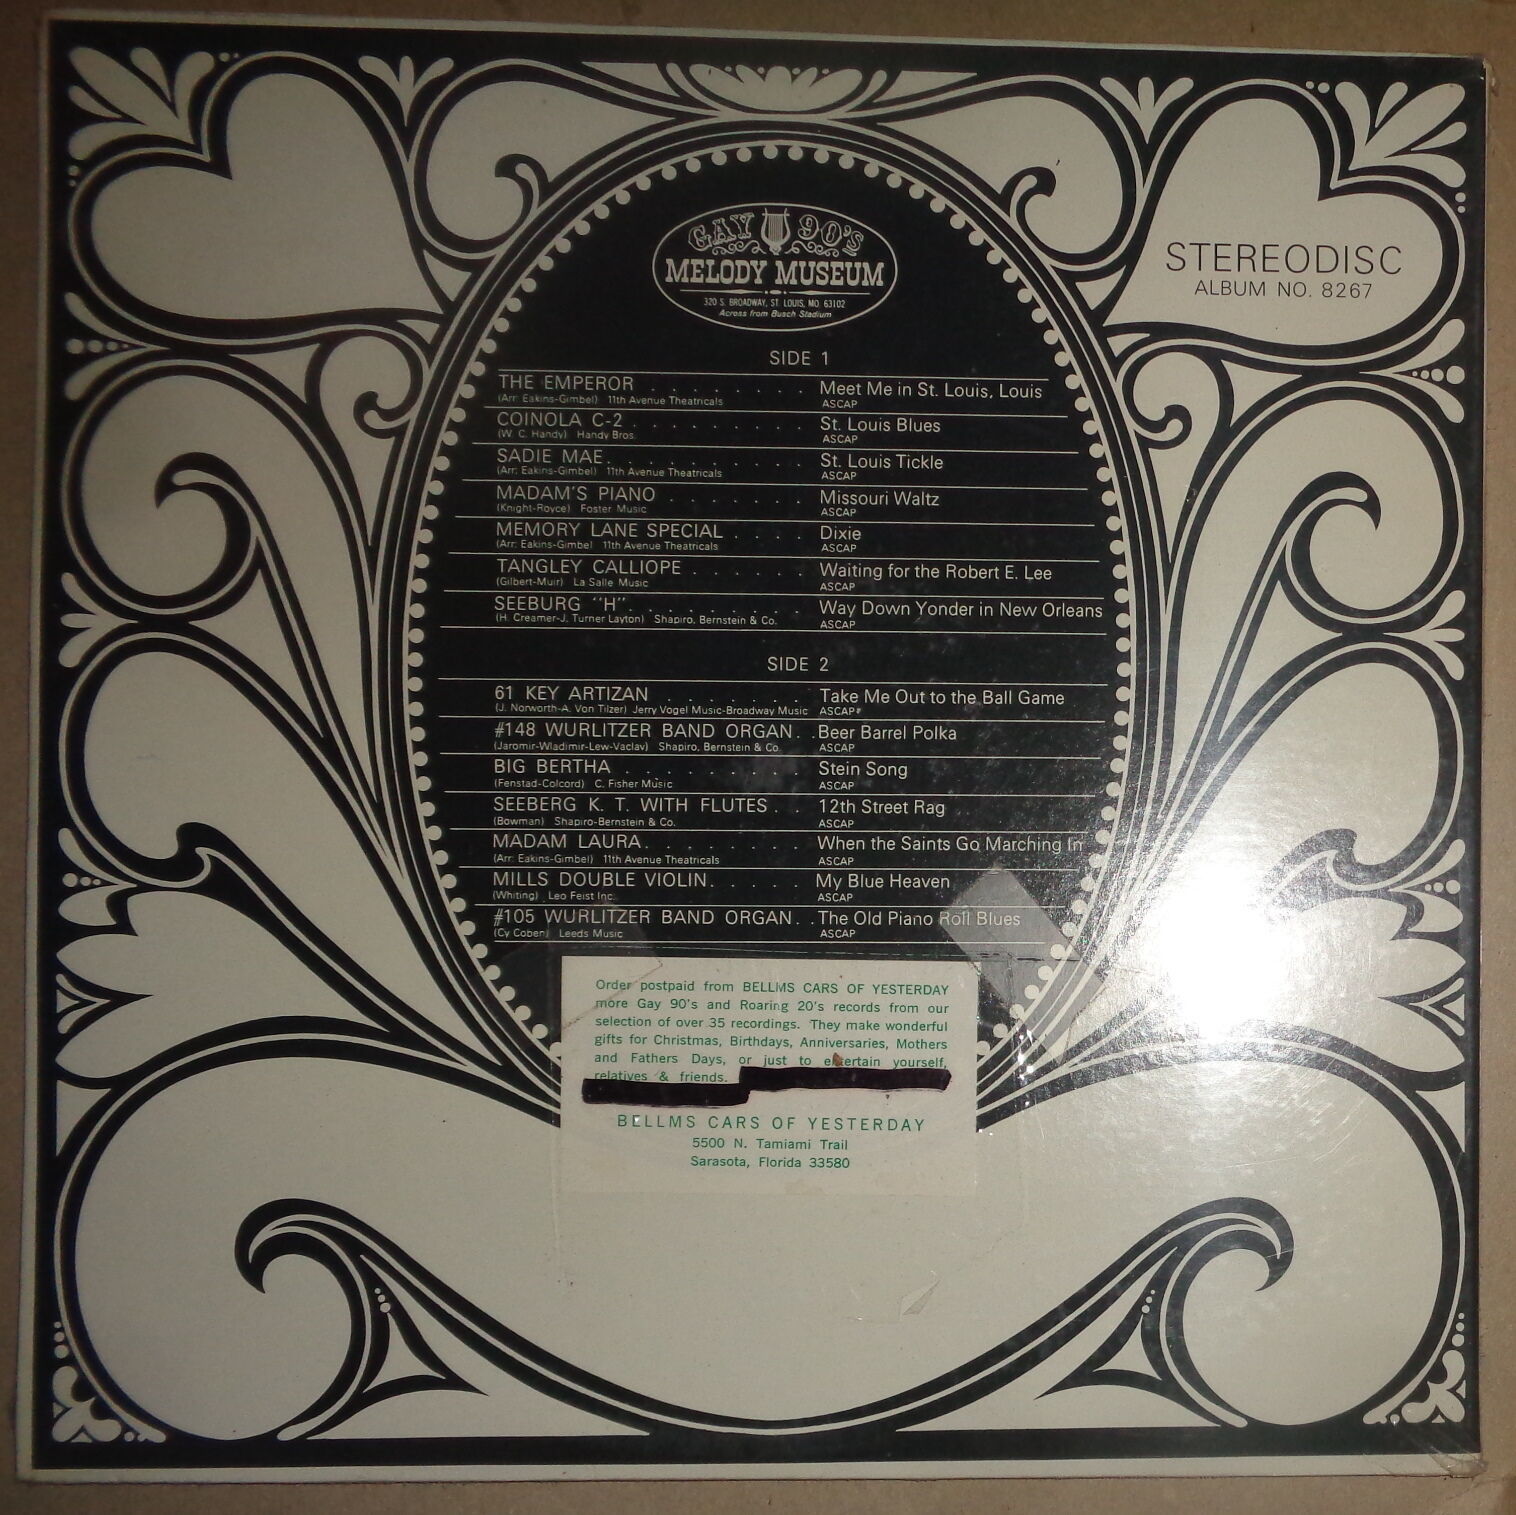 GAY 90's
MELODY MUSEUM
320 S. BROADWAY, ST. LOUIS, MO. 63102
Across from Busch Stadium
STEREODISC
ALBUM NO. 8267
SIDE 1
THE EMPEROR . . . . . . . . Meet Me in St. Louis, Louis
(Arr. Eakins-Gimbel) 11th Avenue Theatricals ASCAP
COINOLA C-2 . . . . . . . . . St. Louis Blues
(W. C. Handy) Handy Bros. ASCAP
SADIE MAE. . . . . . . . . . St. Louis Tickle
(Arr. Eakins-Gimbel) 11th Avenue Theatricals ASCAP
MADAM'S PIANO . . . . . . . Missouri Waltz
(Knight-Royce) Foster Music ASCAP
MEMORY LANE SPECIAL . . . . Dixie
(Arr. Eakins-Gimbel 11th Avenue Theatricals ASCAP
TANGLEY CALLIOPE . . . . . . Waiting for the Robert E. Lee
(Gilbert-Muir) La Salle Music ASCAP
SEEBURG "H". . . . . . . . . Way Down Yonder in New Orleans
(H. Creamer-J. Turner Layton) Shapiro, Bernstein & Co. ASCAP
SIDE 2
61 KEY ARTIZAN . . . . . . . Take Me Out to the Ball Game
(J. Norworth-A. Von Tilzer) Jerry Vogel Music-Broadway Music ASCAP
#148 WURLITZER BAND ORGAN. . Beer Barrel Polka
(Jaromir-Wladimir-Lew-Vaclav) Shapiro, Bernstein & Co. ASCAP
BIG BERTHA . . . . . . . . . Stein Song
(Fenstad-Colcord) C. Fisher Music ASCAP
SEEBERG K. T. WITH FLUTES . . 12th Street Rag
(Bowman) Shapiro-Bernstein & Co. ASCAP
MADAM LAURA. . . . . . . . When the Saints Go Marching In
(Arr. Eakins-Gimbel) 11th Avenue Theatricals ASCAP
MILLS DOUBLE VIOLIN. . . . . My Blue Heaven
(Whiting) Leo Feist Inc. ASCAP
#105 WURLITZER BAND ORGAN. . The Old Piano Roll Blues
(Cy Coben) Leeds Music ASCAP
Order postpaid from BELLMS CARS OF YESTERDAY
more Gay 90's and Roaring 20's records from our
selection of over 35 recordings. They make wonderful
gifts for Christmas, Birthdays, Anniversaries, Mothers
and Fathers Days, or just to entertain yourself,
relatives & friends.
BELLMS CARS OF YESTERDAY
5500 N. Tamiami Trail
Sarasota, Florida 33580